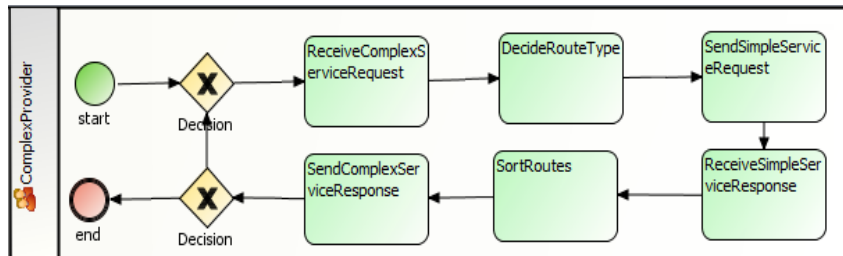 ComplexProvider
start
Decision
ReceiveComplexS
erviceRequest
DecideRouteType
SendSimpleServic
eRequest
ReceiveSimpleSer
viceResponse
SortRoutes
SendComplexSer
viceResponse
Decision
end